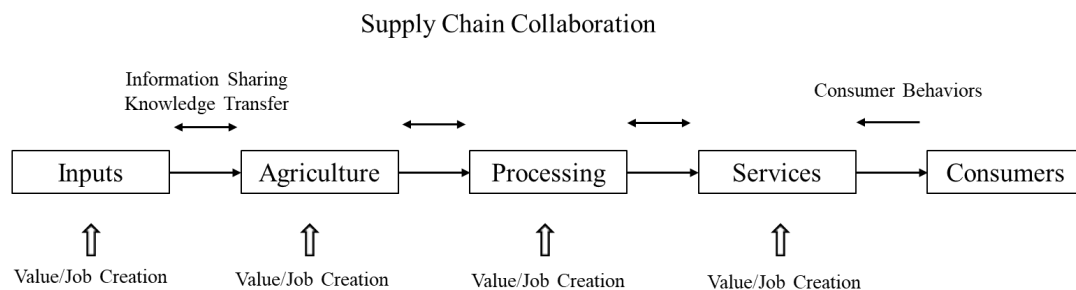 Supply Chain Collaboration
Information Sharing
Knowledge Transfer
Consumer Behaviors
Inputs
Agriculture
Processing
Services
Consumers
Value/Job Creation
Value/Job Creation
Value/Job Creation
Value/Job Creation